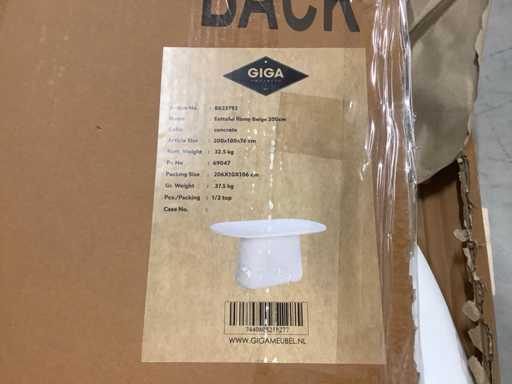 BACK
GIGA
Article No. : BX23793
Name : Eettafel Romy Beige 200cm
Color : concrete
Article Size : 200x100x76 cm
Nett. Weight : 32.5 kg
Po No : 69047
Packing Size : 206X10X106 cm
Gr. Weight : 37.5 kg
Pcs/Packing : 1/2 top
Case No. :
WWW.GIGAMEUBEL.NL